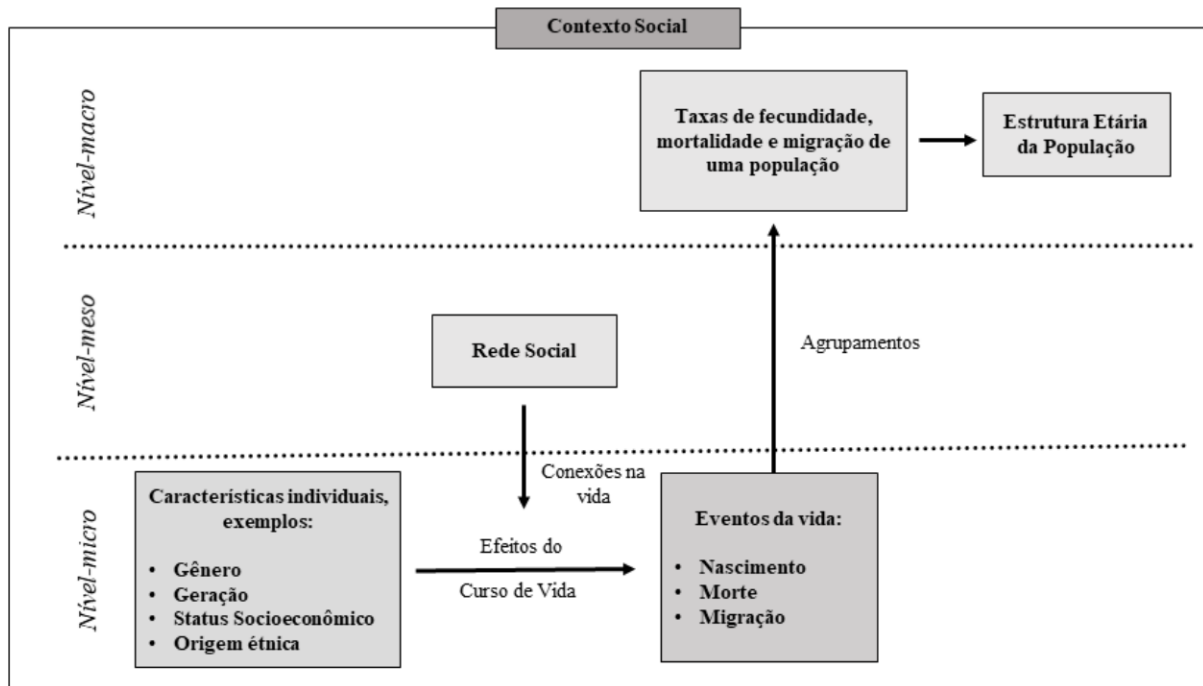 Contexto Social
Nível-macro
Taxas de fecundidade,
mortalidade e migração de
uma população
Estrutura Etária
da População
Nível-meso
Rede Social
Agrupamentos
Nível-micro
Características individuais,
exemplos:
• Gênero
• Geração
• Status Socioeconômico
• Origem étnica
Conexões na
vida
Efeitos do
Curso de Vida
Eventos da vida:
• Nascimento
• Morte
• Migração